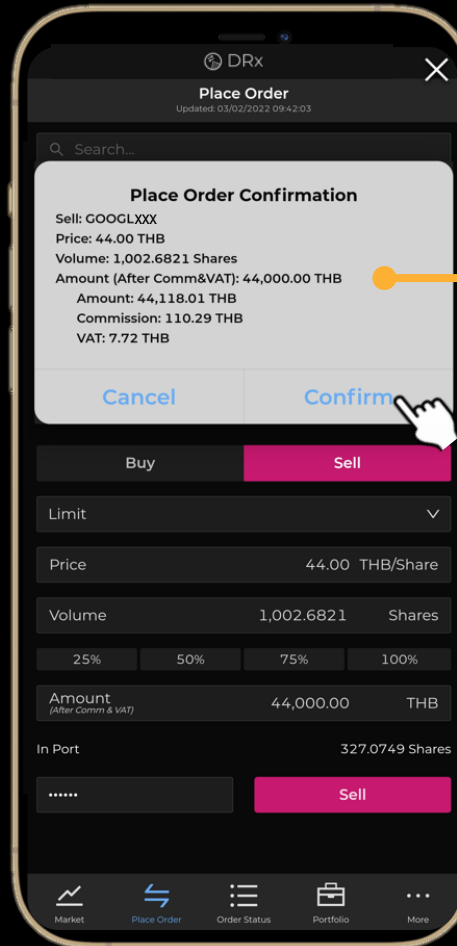 DRx
Place Order
Updated: 03/02/2022 09:42:03
Search...
Place Order Confirmation
Sell: GOOGLXXX
Price: 44.00 THB
Volume: 1,002.6821 Shares
Amount (After Comm&VAT): 44,000.00 THB
Amount: 44,118.01 THB
Commission: 110.29 THB
VAT: 7.72 THB
Cancel Confirm
Buy Sell
Limit
Price 44.00 THB/Share
Volume 1,002.6821 Shares
25% 50% 75% 100%
Amount 44,000.00 THB
(After Comm & VAT)
In Port 327.0749 Shares
•••••• Sell
Market Place Order Order Status Portfolio More